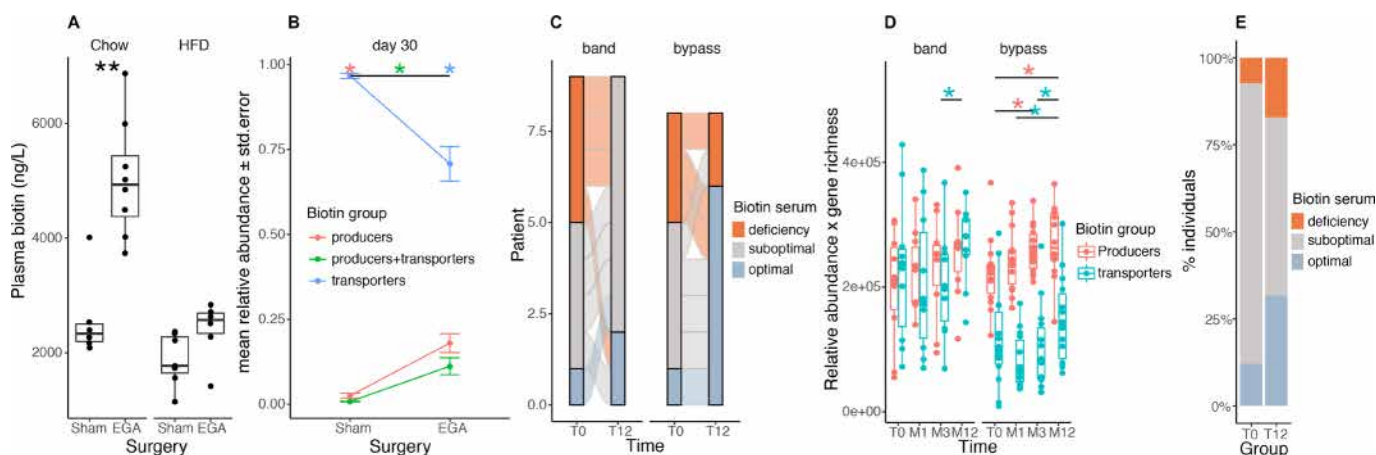 A
Chow
HFD
**
Plasma biotin (ng/L)
6000
4000
2000
Sham EGA Sham EGA
Surgery
B
day 30
* * *
mean relative abundance ± std.error
1.00
0.75
0.50
0.25
0.00
Biotin group
producers
producers+transporters
transporters
Sham
EGA
Surgery
C
band
bypass
Patient
7.5
5.0
2.5
0.0
T0 T12 T0 T12
Time
Biotin serum
deficiency
suboptimal
optimal
D
band
bypass
*
*
*
*
*
Relative abundance x gene richness
4e+05
2e+05
0e+00
T0 M1 M3 M12 T0 M1 M3 M12
Time
Biotin group
Producers
transporters
E
% individuals
100%
75%
50%
25%
0%
T0 T12
Group
Biotin serum
deficiency
suboptimal
optimal